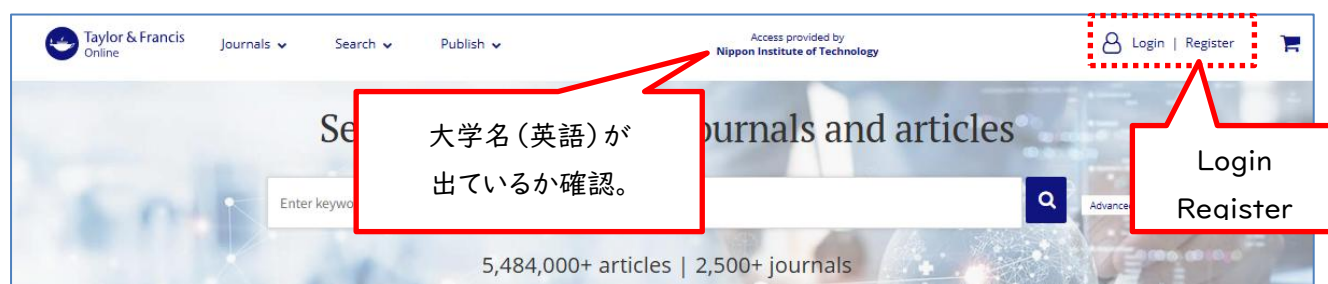 Taylor & Francis
Online
Journals
Search
Publish
Access provided by
Nippon Institute of Technology
Login | Register
Se
ournals and articles
大学名(英語)が
出ているか確認。
Login
Register
Enter keywo
Advance
5,484,000+ articles | 2,500+ journals